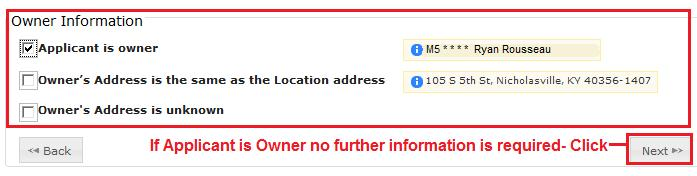 Owner Information
Applicant is owner M5 * * * * Ryan Rousseau
Owner's Address is the same as the Location address 105 S 5th St, Nicholasville, KY 40356-1407
Owner's Address is unknown
Back If Applicant is Owner no further information is required- Click Next